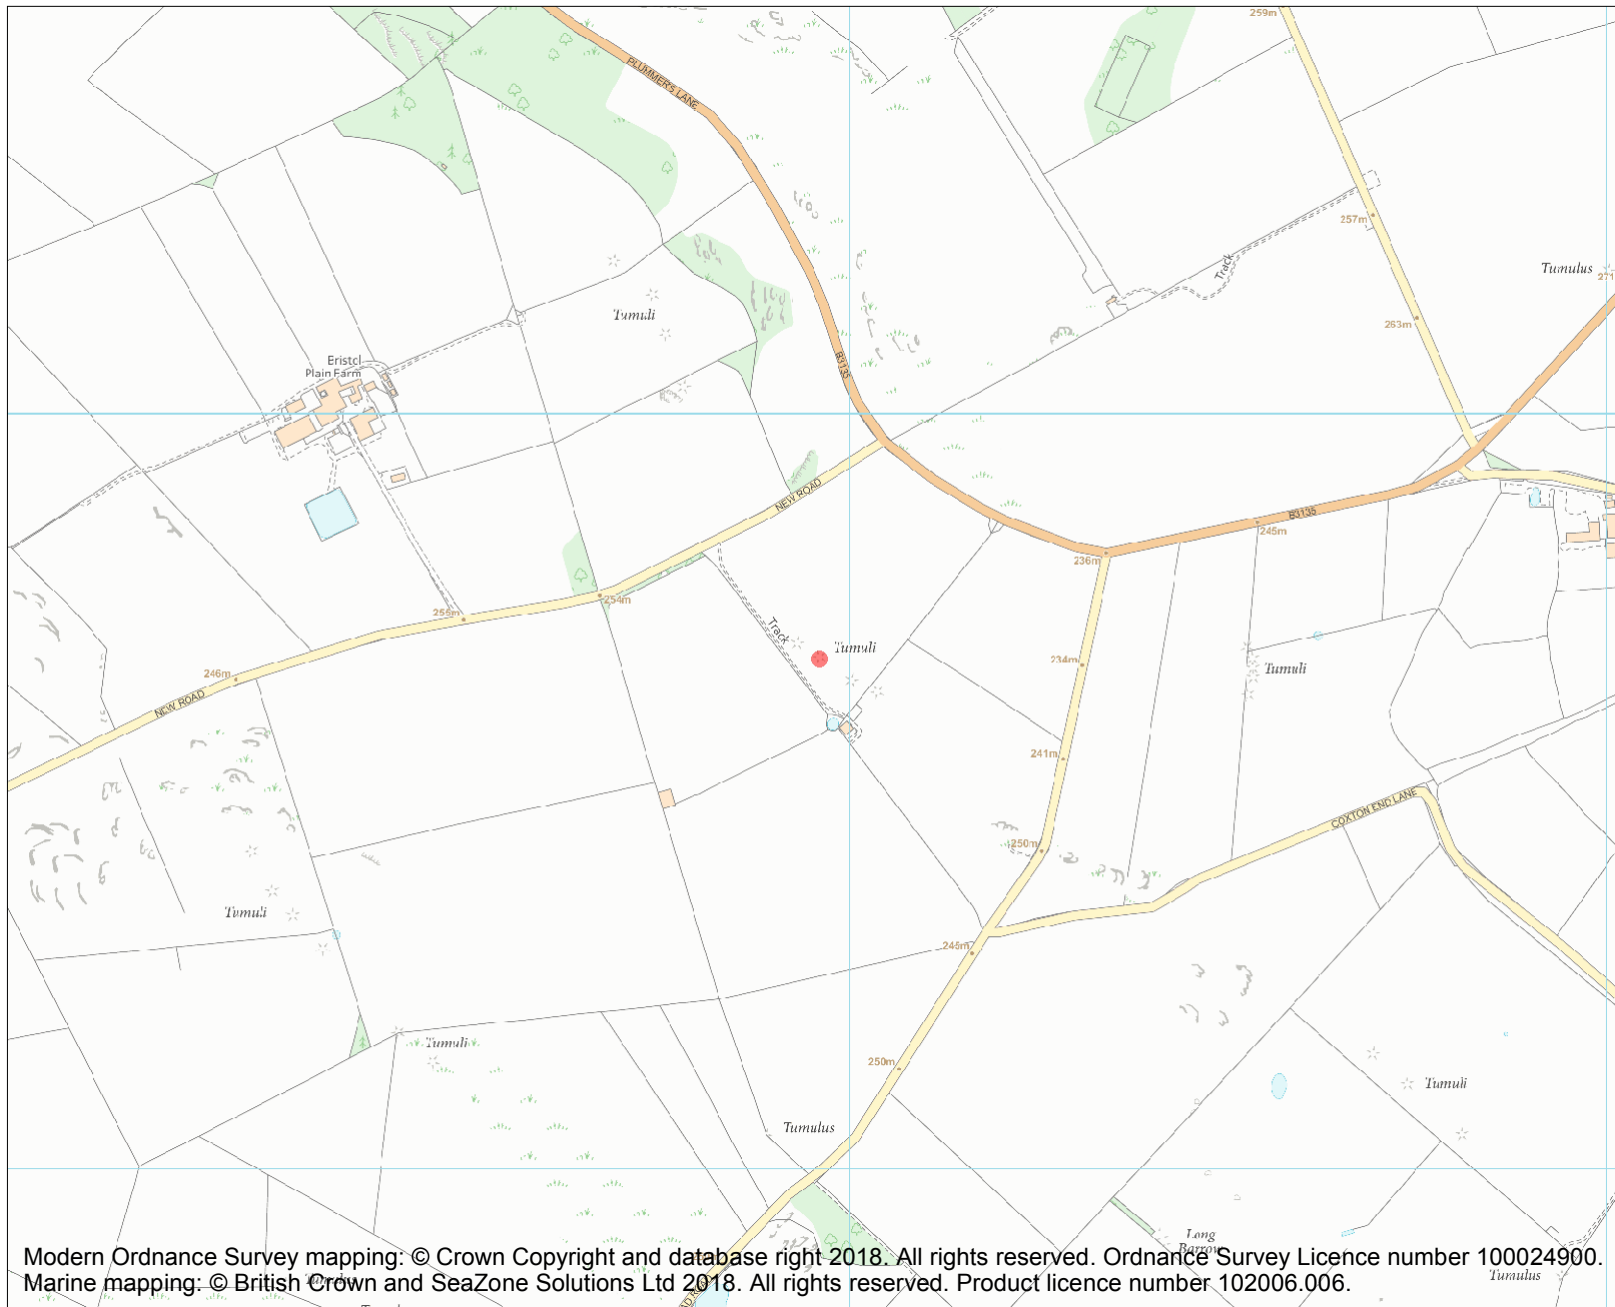 259m
PLUMMER'S LANE
257m
Track
Tumulus
271
263m
Tumuli
B3135
Eristcl
Plain Farm
NEW ROAD
B3135
245m
236m
254m
255m
Track
Tumuli
234m
Tumuli
246m
NEW ROAD
241m
COXTON END LANE
250m
Tumuli
245m
Tumuli
250m
Tumuli
Tumulus
Long
Barrow
Modern Ordnance Survey mapping: © Crown Copyright and database right 2018. All rights reserved. Ordnance Survey Licence number 100024900.
Marine mapping: © British Crown and SeaZone Solutions Ltd 2018. All rights reserved. Product licence number 102006.006.
Tumulus
Tumulus